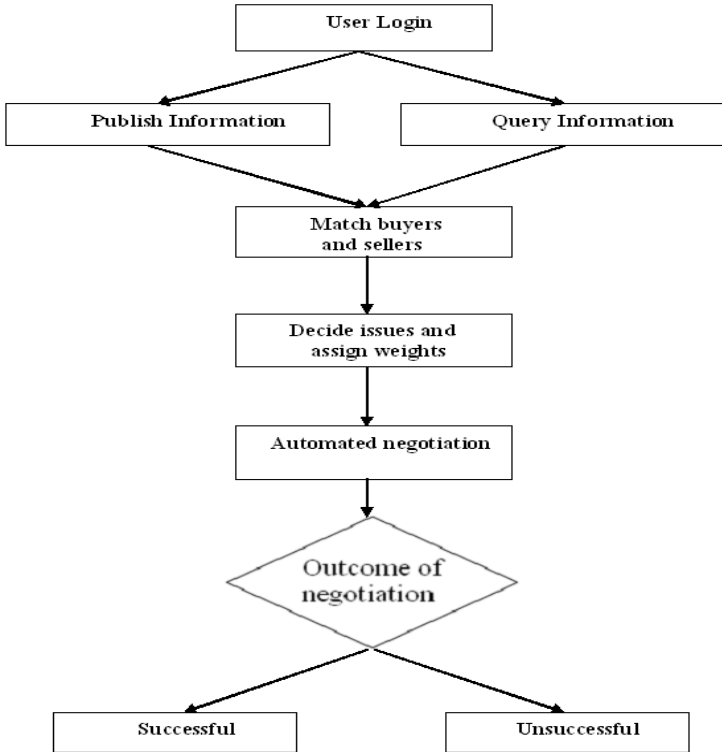 User Login
Publish Information
Query Information
Match buyers
and sellers
Decide issues and
assign weights
Automated negotiation
Outcome of
negotiation
Successful
Unsuccessful